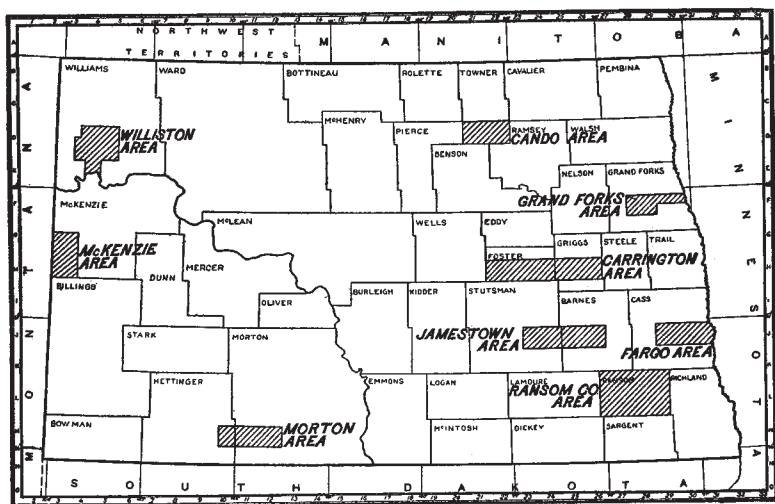 NORTHWEST
TERRITORIES
MANITOBA
WILLIAMS
WARD
BOTTINEAU
ROLETTE
TOWNER
CAVALIER
PEMBINA
McHENRY
PIERCE
RAMSEY
WALSH
WILLISTON
AREA
CANDO AREA
BENSON
NELSON
GRAND FORKS
McKENZIE
McLEAN
WELLS
EDDY
GRAND FORKS
AREA
McKENZIE
AREA
MERCER
DUNN
FOSTER
GRIGGS
STEELE
TRAIL
CARRINGTON
AREA
BILLINGS
OLIVER
BURLEIGH
KIDDER
STUTSMAN
BARNES
CASS
STARK
MORTON
JAMESTOWN
AREA
FARGO AREA
HETTINGER
EMMONS
LOGAN
LAMOURE
RANSOM CO
AREA
RANSOM
RICHLAND
BOWMAN
MORTON
AREA
McINTOSH
DICKEY
SARGENT
SOUTH DAKOTA
MONTANA
MINNESOTA